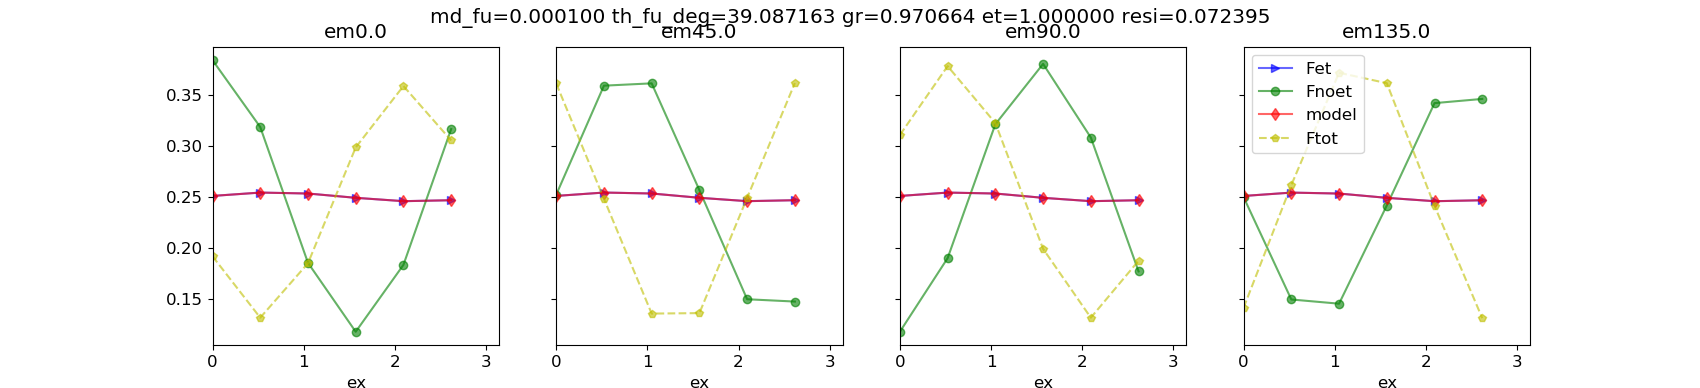 md_fu=0.000100 th_fu_deg=39.087163 gr=0.970664 et=1.000000 resi=0.072395
em0.0
em45.0
em90.0
em135.0
0.35
0.30
0.25
0.20
0.15
Fet
Fnoet
model
Ftot
0 1 2 3
0 1 2 3
0 1 2 3
0 1 2 3
ex
ex
ex
ex